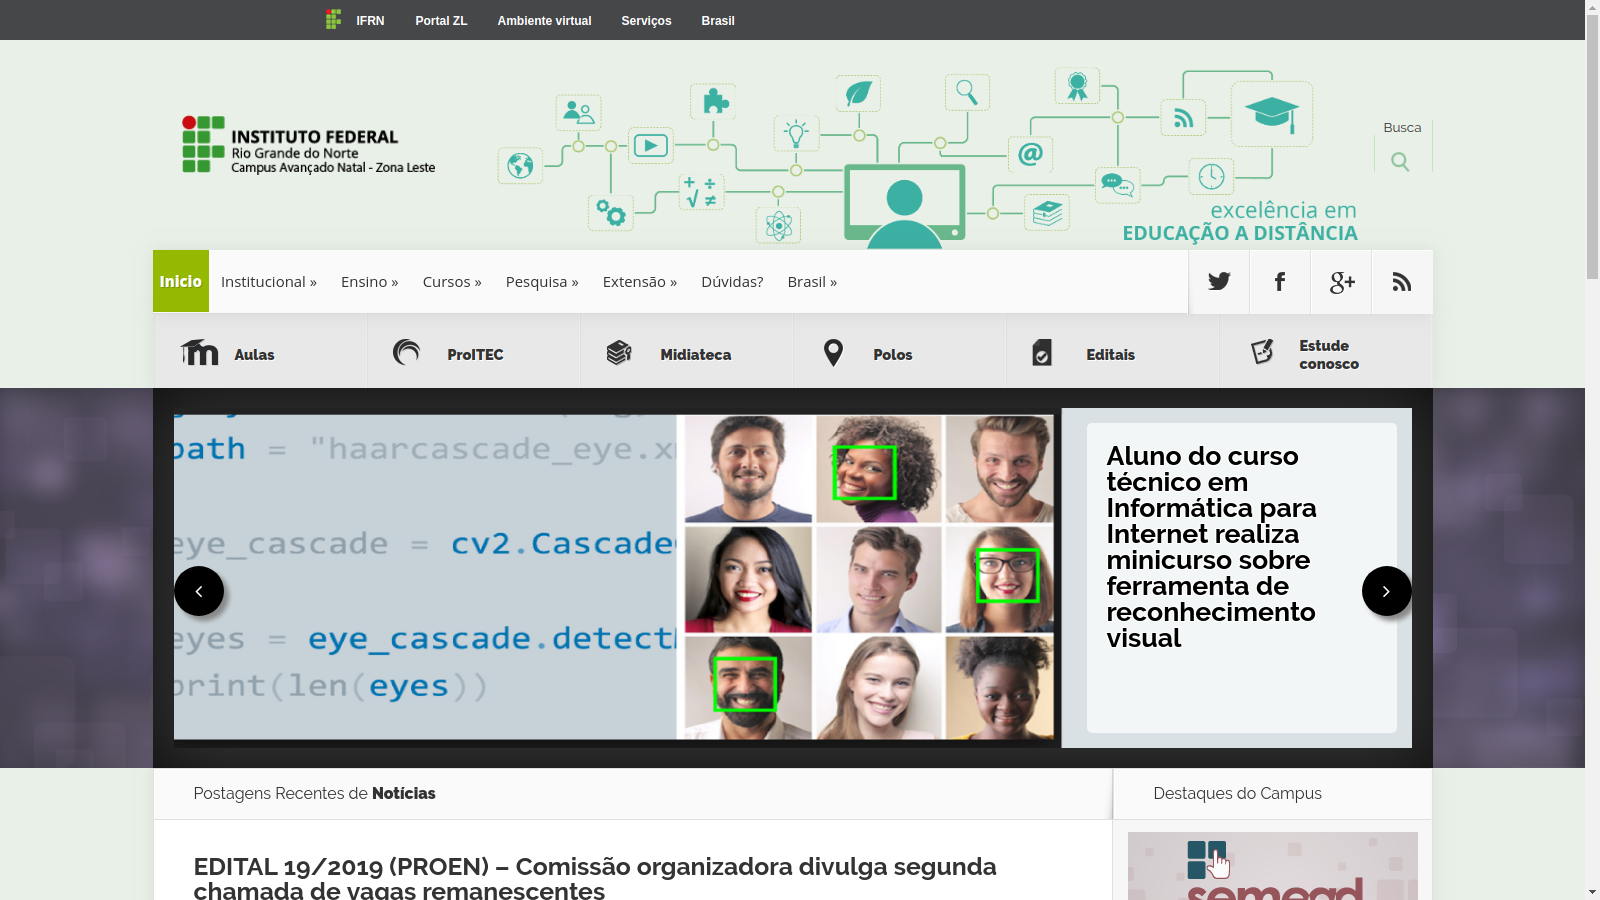 IFRN Portal ZL Ambiente virtual Serviços Brasil
INSTITUTO FEDERAL
Rio Grande do Norte
Campus Avançado Natal - Zona Leste
@
excelência em
EDUCAÇÃO A DISTÂNCIA
Busca
Inicio Institucional » Ensino » Cursos » Pesquisa » Extensão » Dúvidas? Brasil »
Aulas ProITEC Midiateca Polos Editais Estude
conosco
path = "haarcascade_eye.x
eye_cascade = cv2.Cascade
eyes = eye_cascade.detect
print(len(eyes))
Aluno do curso
técnico em
Informática para
Internet realiza
minicurso sobre
ferramenta de
reconhecimento
visual
Postagens Recentes de Notícias
Destaques do Campus
EDITAL 19/2019 (PROEN) – Comissão organizadora divulga segunda
chamada de vagas remanescentes
semead